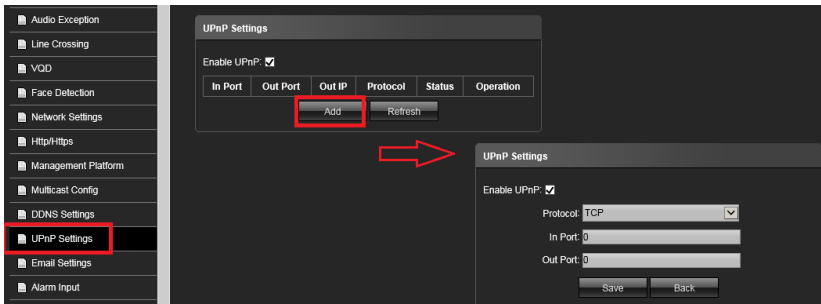 Audio Exception
Line Crossing
VQD
Face Detection
Network Settings
Http/Https
Management Platform
Multicast Config
DDNS Settings
UPnP Settings
Email Settings
Alarm Input
UPnP Settings
Enable UPnP:
In Port Out Port Out IP Protocol Status Operation
Add Refresh
UPnP Settings
Enable UPnP:
Protocol: TCP
In Port: 0
Out Port: 0
Save Back